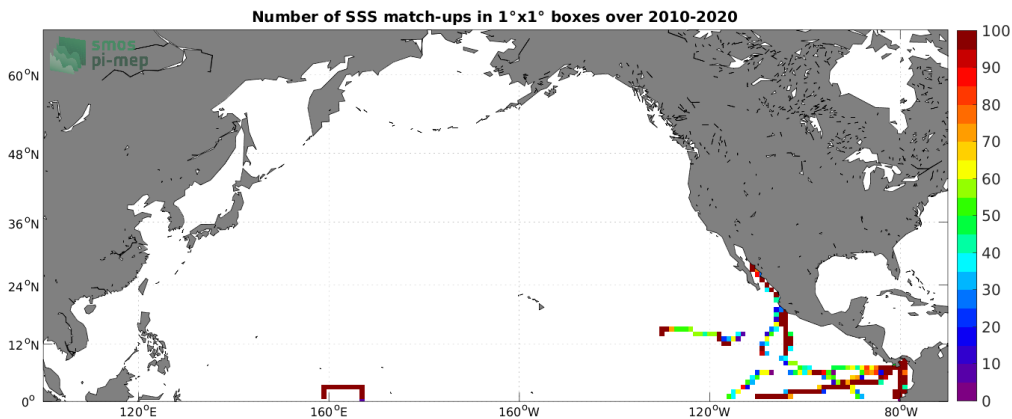 Number of SSS match-ups in 1°x1° boxes over 2010-2020
smos
pi-mep
60°N
48°N
36°N
24°N
12°N
0°
120°E
160°E
160°W
120°W
80°W
100
90
80
70
60
50
40
30
20
10
0